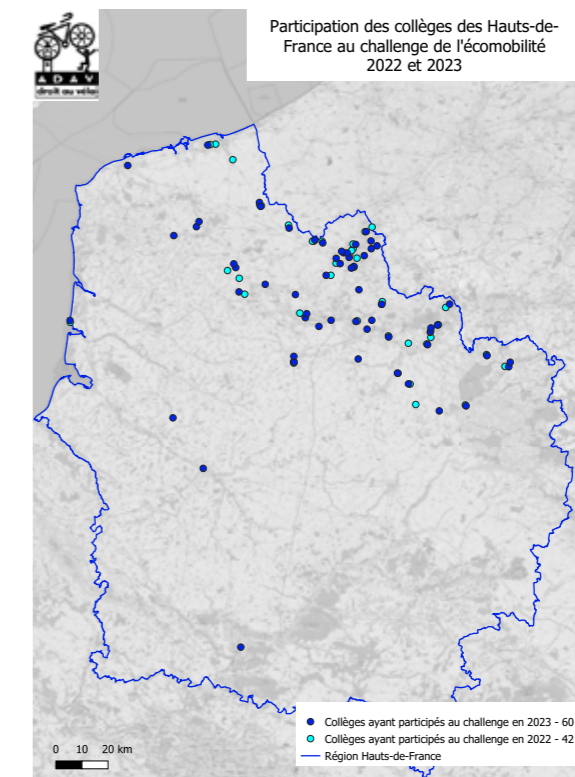 Participation des collèges des Hauts-de-
France au challenge de l'écomobilité
2022 et 2023
ADAV
droit au vélo
Collèges ayant participés au challenge en 2023 - 60
Collèges ayant participés au challenge en 2022 - 42
Région Hauts-de-France
0 10 20 km